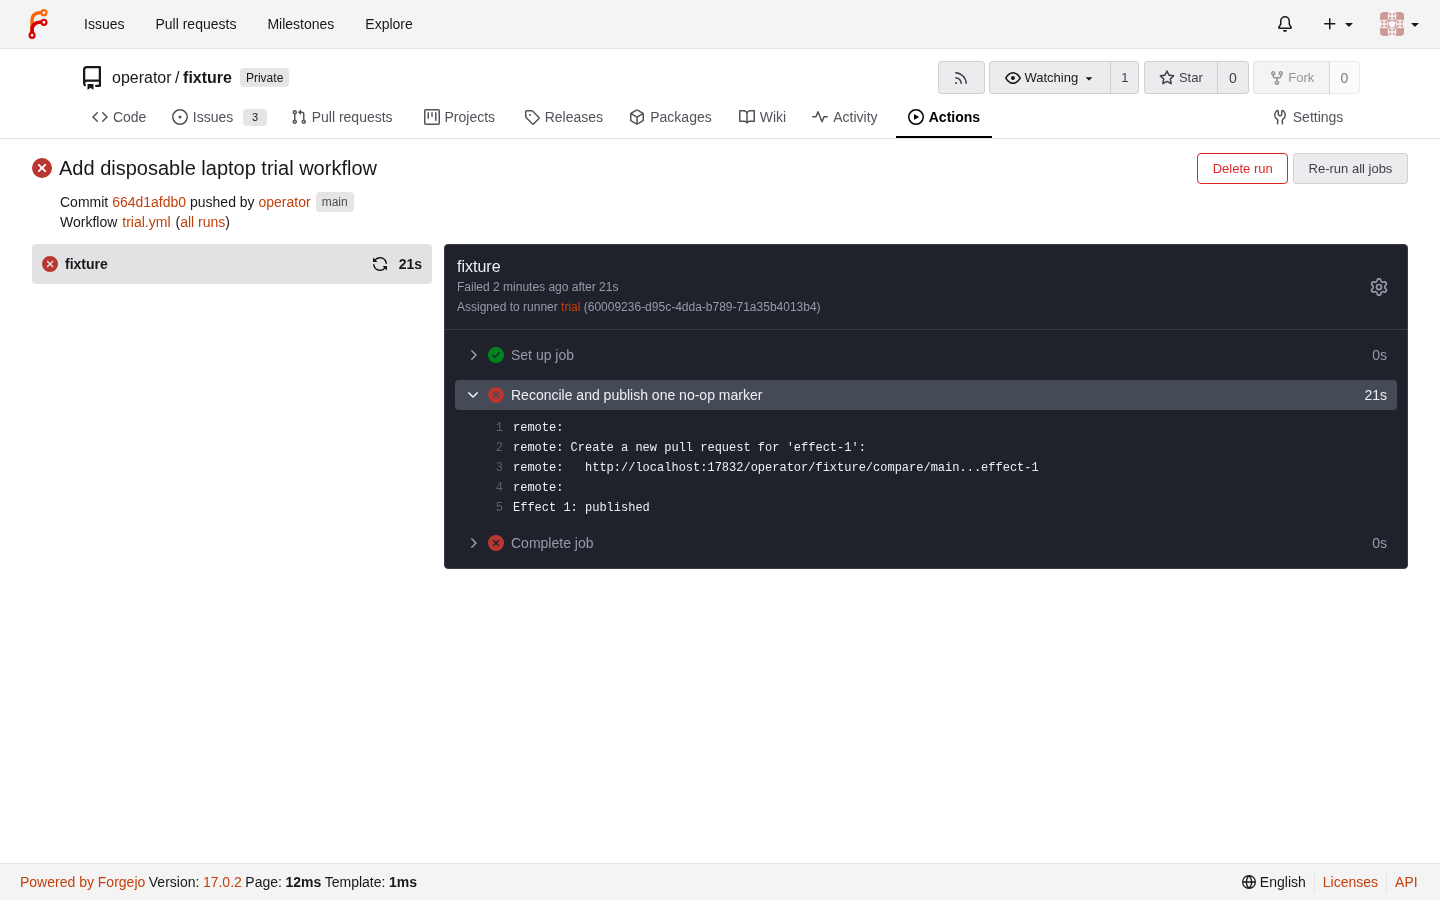 Issues Pull requests Milestones Explore
operator / fixture Private
Watching 1 Star 0 Fork 0
Code Issues 3 Pull requests Projects Releases Packages Wiki Activity Actions Settings
Add disposable laptop trial workflow
Delete run Re-run all jobs
Commit 664d1afdb0 pushed by operator main
Workflow trial.yml (all runs)
fixture 21s
fixture
Failed 2 minutes ago after 21s
Assigned to runner trial (60009236-d95c-4dda-b789-71a35b4013b4)
Set up job 0s
Reconcile and publish one no-op marker 21s
1 remote:
2 remote: Create a new pull request for 'effect-1':
3 remote:   http://localhost:17832/operator/fixture/compare/main...effect-1
4 remote:
5 Effect 1: published
Complete job 0s
Powered by Forgejo Version: 17.0.2 Page: 12ms Template: 1ms
English Licenses API